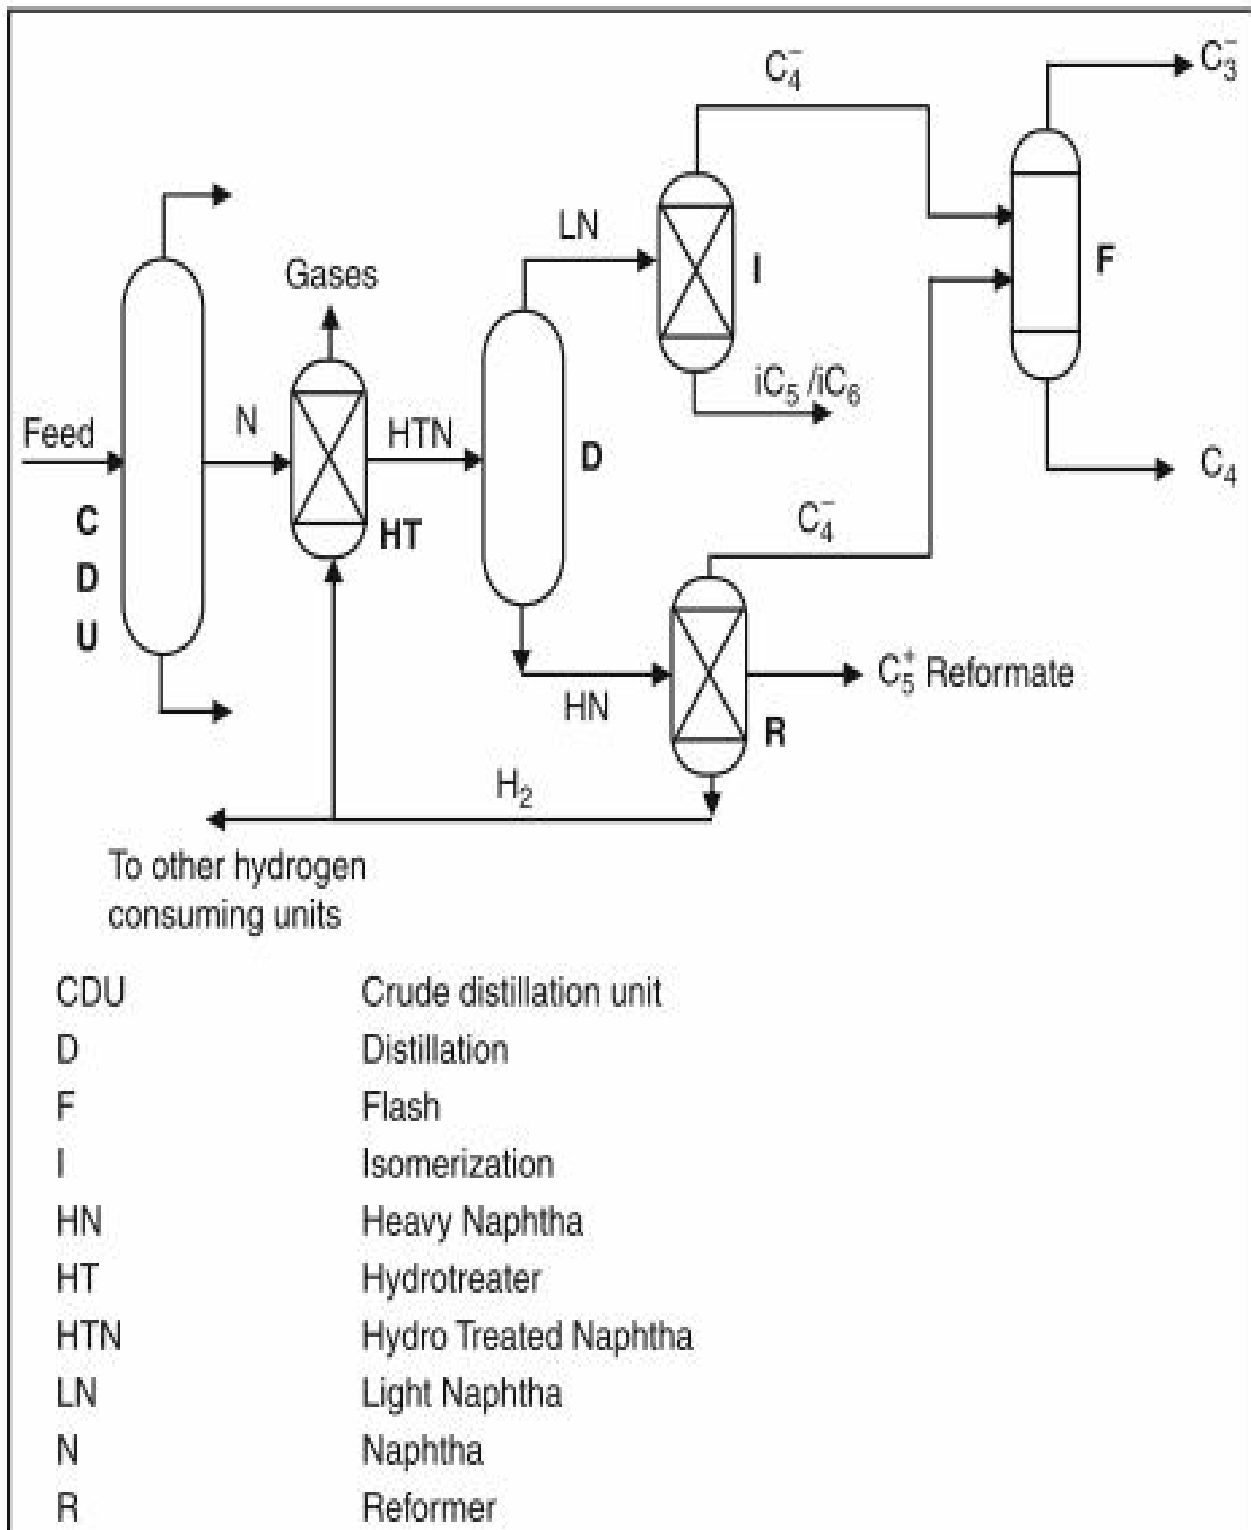 C₄⁻
C₃⁻
LN
I
F
Gases
iC₅ /iC₆
Feed
N
HTN
D
C₄
C
D
U
HT
C₄⁻
C₅⁺ Reformate
HN
R
H₂
To other hydrogen
consuming units
CDU Crude distillation unit
D Distillation
F Flash
I Isomerization
HN Heavy Naphtha
HT Hydrotreater
HTN Hydro Treated Naphtha
LN Light Naphtha
N Naphtha
R Reformer